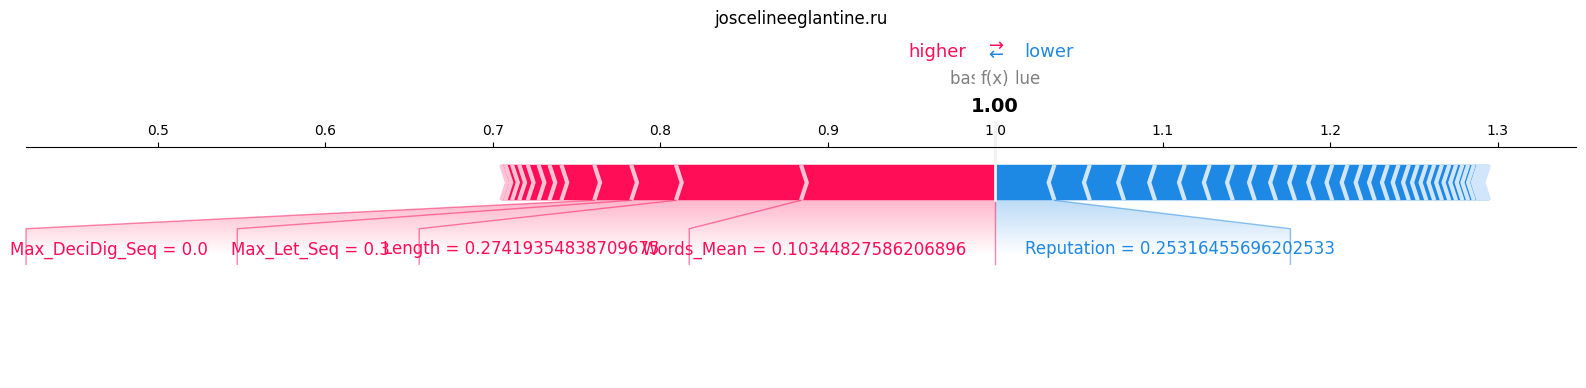 joscelineeglantine.ru
higher → ← lower
bas f(x) lue
1.00
0.5 0.6 0.7 0.8 0.9 1 0 1.1 1.2 1.3
Max_DeciDig_Seq = 0.0 Max_Let_Seq = 0.3 Length = 0.27419354838709675 Words_Mean = 0.10344827586206896 Reputation = 0.25316455696202533